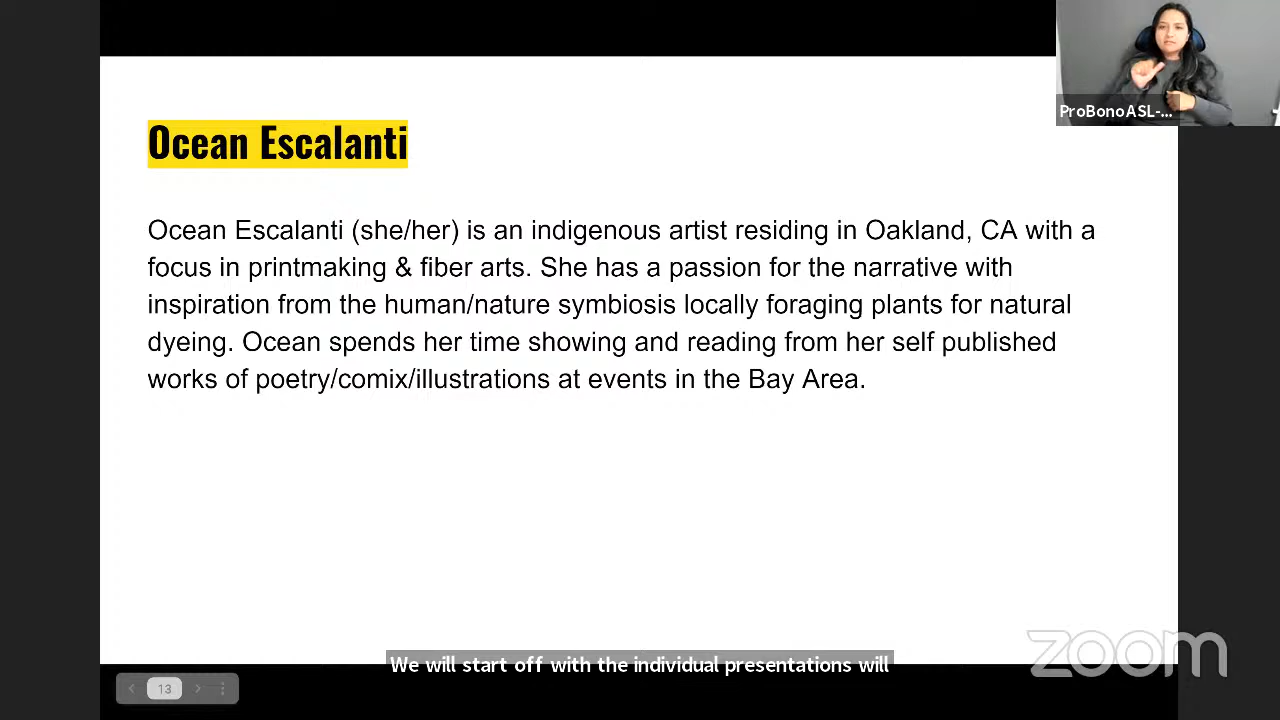 ProBonoASL-...
Ocean Escalanti
Ocean Escalanti (she/her) is an indigenous artist residing in Oakland, CA with a
focus in printmaking & fiber arts. She has a passion for the narrative with
inspiration from the human/nature symbiosis locally foraging plants for natural
dyeing. Ocean spends her time showing and reading from her self published
works of poetry/comix/illustrations at events in the Bay Area.
We will start off with the individual presentations will
zoom
13